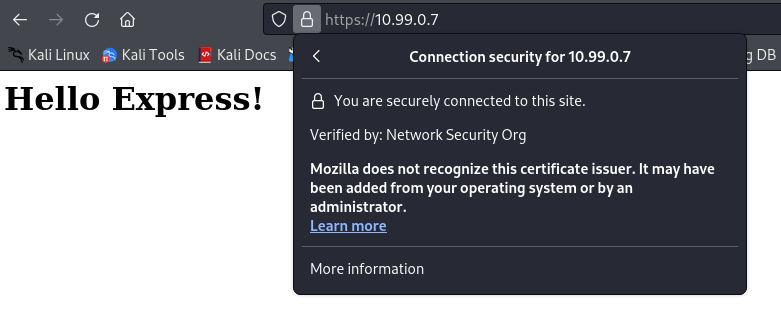 https://10.99.0.7
Kali Linux Kali Tools Kali Docs g DB
Connection security for 10.99.0.7
Hello Express!
You are securely connected to this site.
Verified by: Network Security Org
Mozilla does not recognize this certificate issuer. It may have
been added from your operating system or by an
administrator.
Learn more
More information